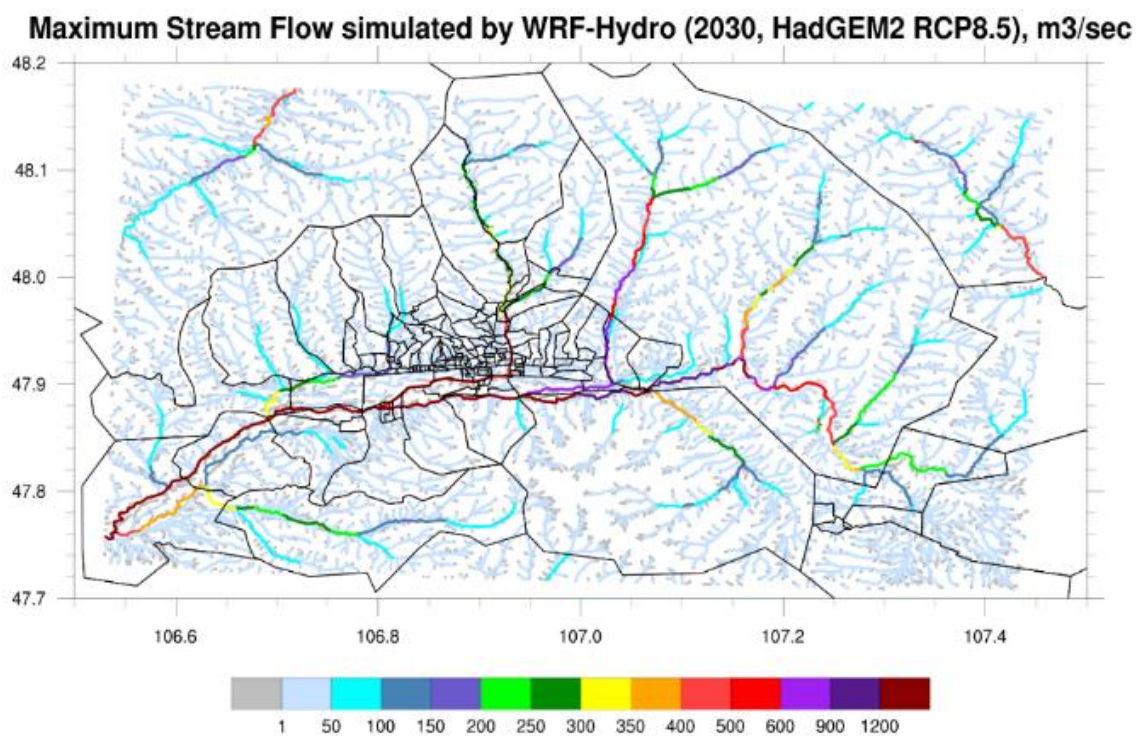 Maximum Stream Flow simulated by WRF-Hydro (2030, HadGEM2 RCP8.5), m3/sec
48.2
48.1
48.0
47.9
47.8
47.7
106.6 106.8 107.0 107.2 107.4
1 50 100 150 200 250 300 350 400 500 600 900 1200